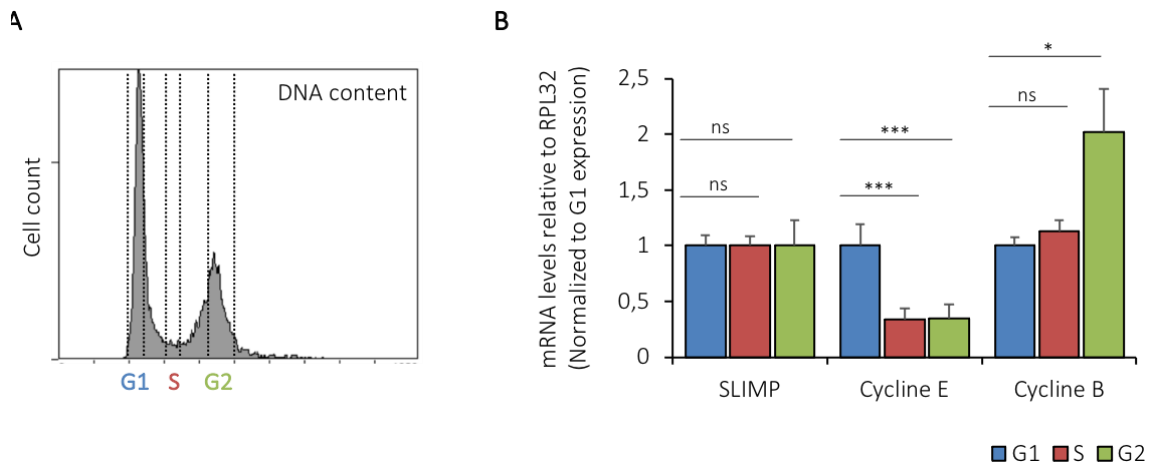 A
B
DNA content
Cell count
G1 S G2
mRNA levels relative to RPL32
(Normalized to G1 expression)
2,5
2
1,5
1
0,5
0
ns
ns
***
***
*
ns
SLIMP
Cycline E
Cycline B
G1 S G2